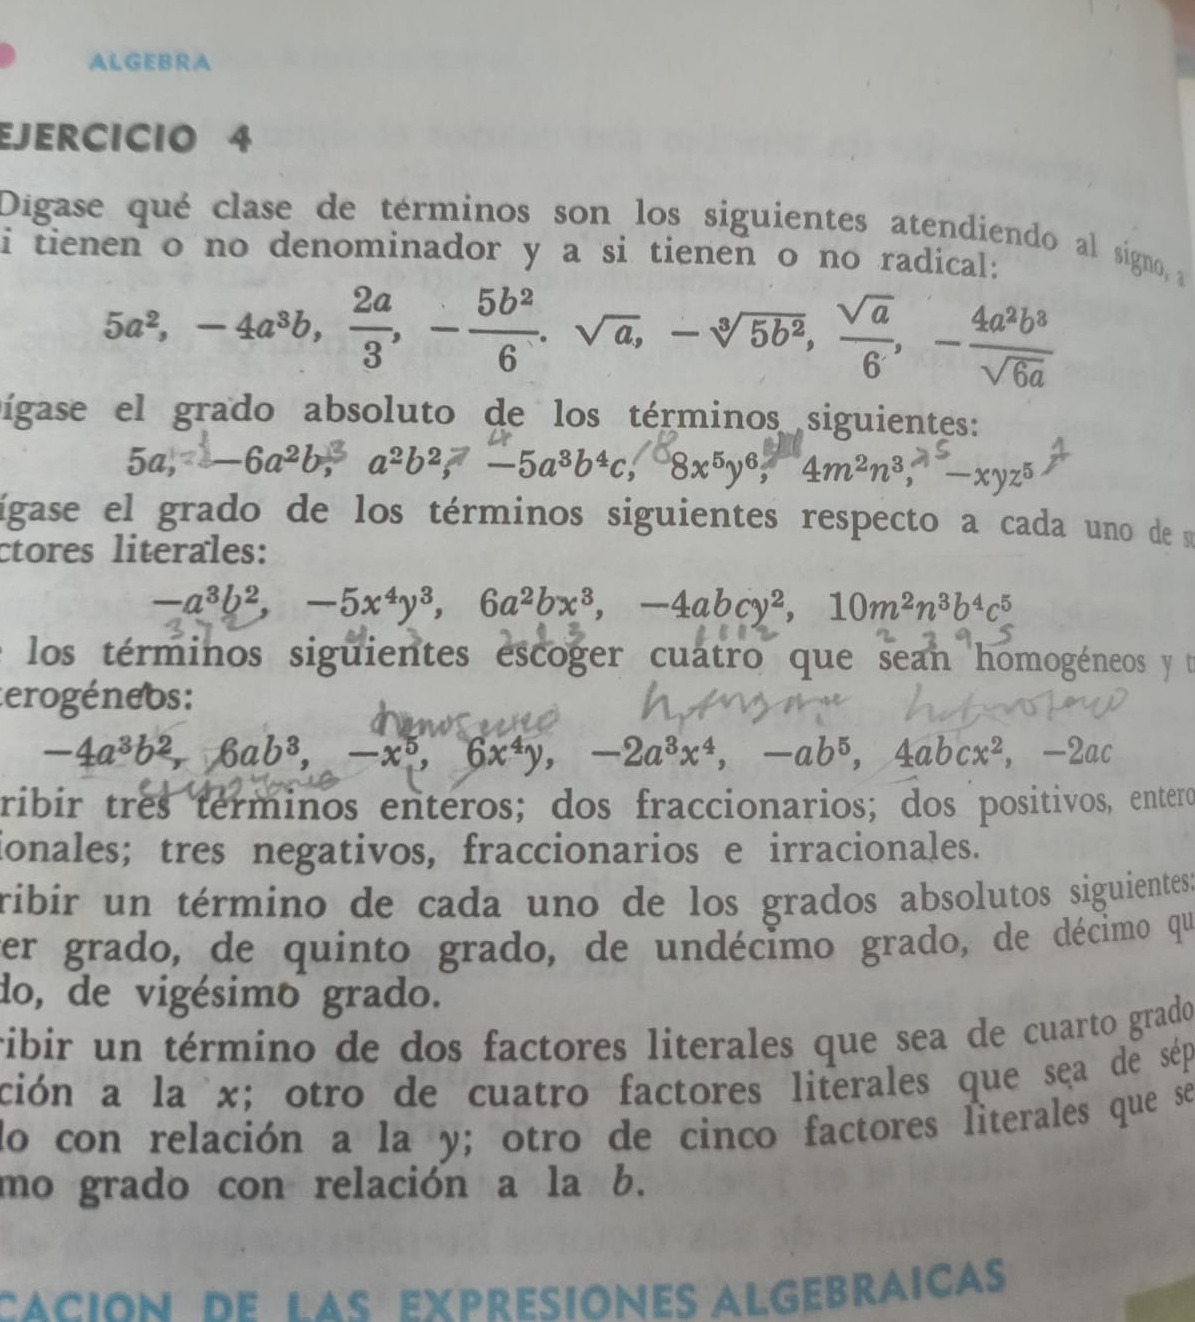 ALGEBRA
EJERCICIO 4
Dígase qué clase de términos son los siguientes atendiendo al signo, a
i tienen o no denominador y a si tienen o no radical:
5a², −4a³b, 2a/3, −5b²/6. √a, −∛5b², √a/6, −4a²b³/√6a
ígase el grado absoluto de los términos siguientes:
5a, −6a²b, a²b², −5a³b⁴c, 8x⁵y⁶, 4m²n³, −xyz⁵
ígase el grado de los términos siguientes respecto a cada uno de su
ctores literales:
−a³b², −5x⁴y³, 6a²bx³, −4abcy², 10m²n³b⁴c⁵
los términos siguientes escoger cuatro que sean homogéneos y t
erogéneos:
−4a³b², 6ab³, −x⁵, 6x⁴y, −2a³x⁴, −ab⁵, 4abcx², −2ac
ribir tres términos enteros; dos fraccionarios; dos positivos, entero
ionales; tres negativos, fraccionarios e irracionales.
ribir un término de cada uno de los grados absolutos siguientes:
er grado, de quinto grado, de undécimo grado, de décimo qu
do, de vigésimo grado.
ribir un término de dos factores literales que sea de cuarto grado
ción a la x; otro de cuatro factores literales que sea de sép
do con relación a la y; otro de cinco factores literales que se
mo grado con relación a la b.
CACION DE LAS EXPRESIONES ALGEBRAICAS